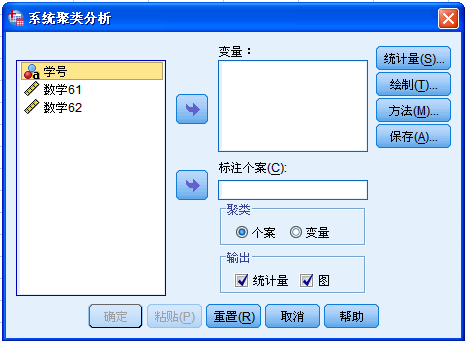 系统聚类分析
变量：
学号
数学61
数学62
统计量(S)...
绘制(T)...
方法(M)...
保存(A)...
标注个案(C):
聚类
个案 变量
输出
统计量 图
确定 粘贴(P) 重置(R) 取消 帮助